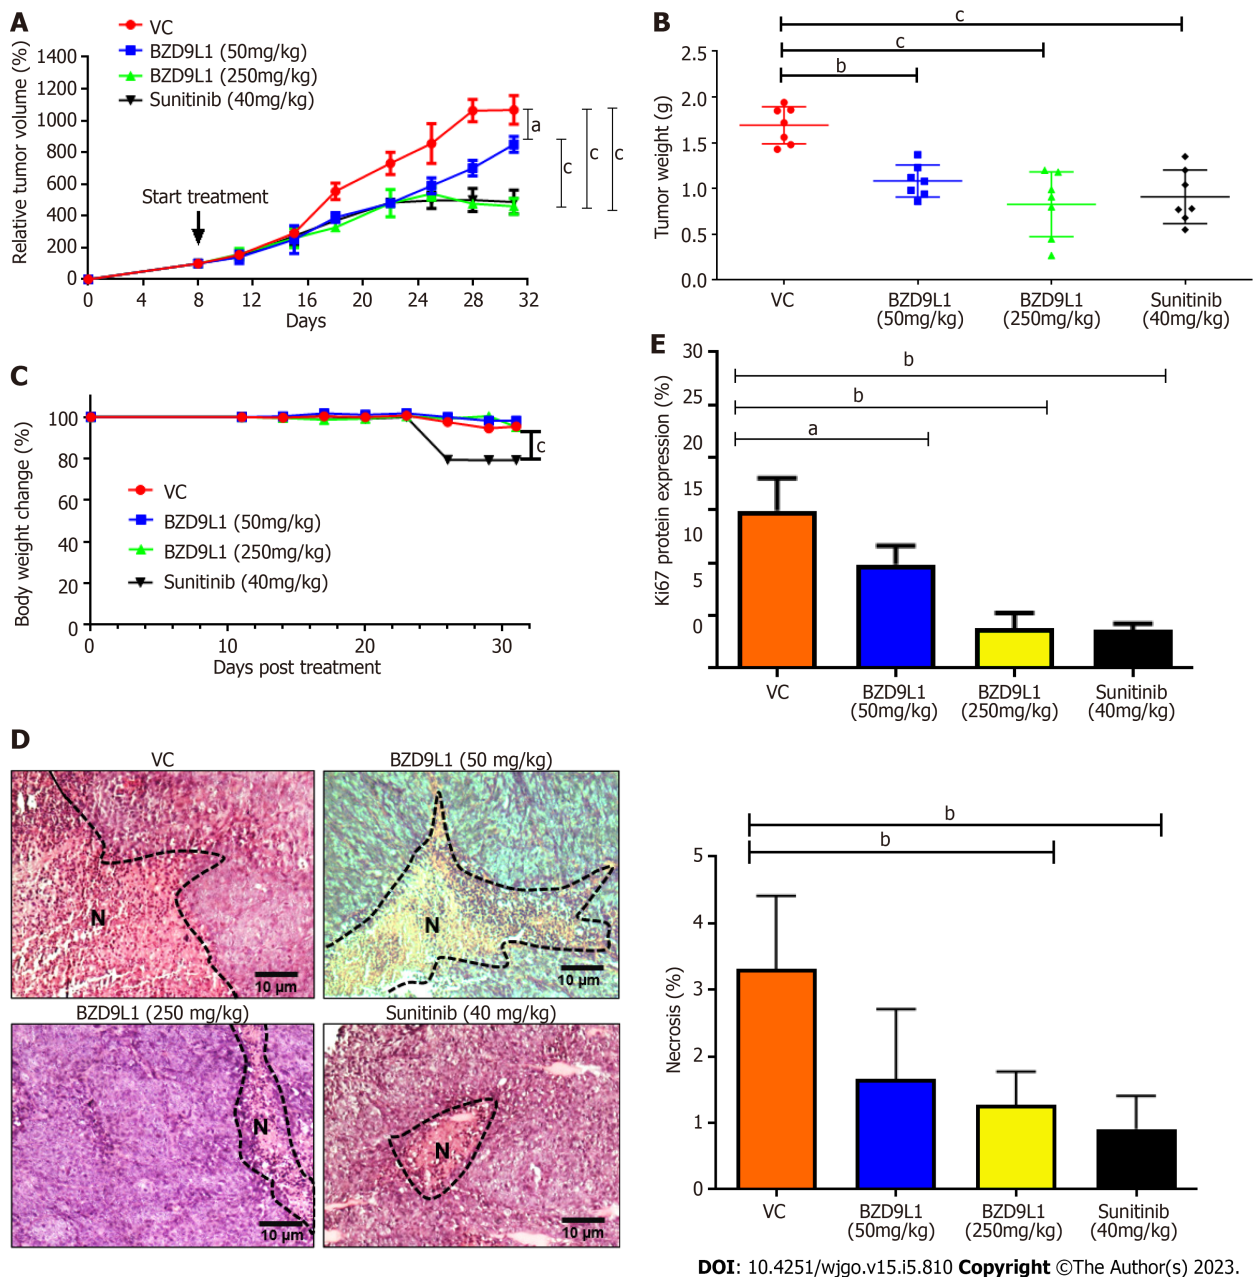 A
VC
BZD9L1 (50mg/kg)
BZD9L1 (250mg/kg)
Sunitinib (40mg/kg)
Relative tumor volume (%)
1400
1200
1000
800
600
400
200
0
Start treatment
a
c
c
c
0 4 8 12 16 20 24 28 32
Days
B
c
c
b
Tumor weight (g)
2.5
2.0
1.5
1.0
0.5
0.0
VC
BZD9L1
(50mg/kg)
BZD9L1
(250mg/kg)
Sunitinib
(40mg/kg)
C
Body weight change (%)
100
80
60
40
20
0
c
VC
BZD9L1 (50mg/kg)
BZD9L1 (250mg/kg)
Sunitinib (40mg/kg)
0 10 20 30
Days post treatment
E
Ki67 protein expression (%)
30
25
20
15
10
5
0
b
b
a
VC
BZD9L1
(50mg/kg)
BZD9L1
(250mg/kg)
Sunitinib
(40mg/kg)
D
VC
N
10 µm
BZD9L1 (50 mg/kg)
N
10 µm
BZD9L1 (250 mg/kg)
N
10 µm
Sunitinib (40 mg/kg)
N
10 µm
b
b
Necrosis (%)
5
4
3
2
1
0
VC
BZD9L1
(50mg/kg)
BZD9L1
(250mg/kg)
Sunitinib
(40mg/kg)
DOI: 10.4251/wjgo.v15.i5.810 Copyright ©The Author(s) 2023.